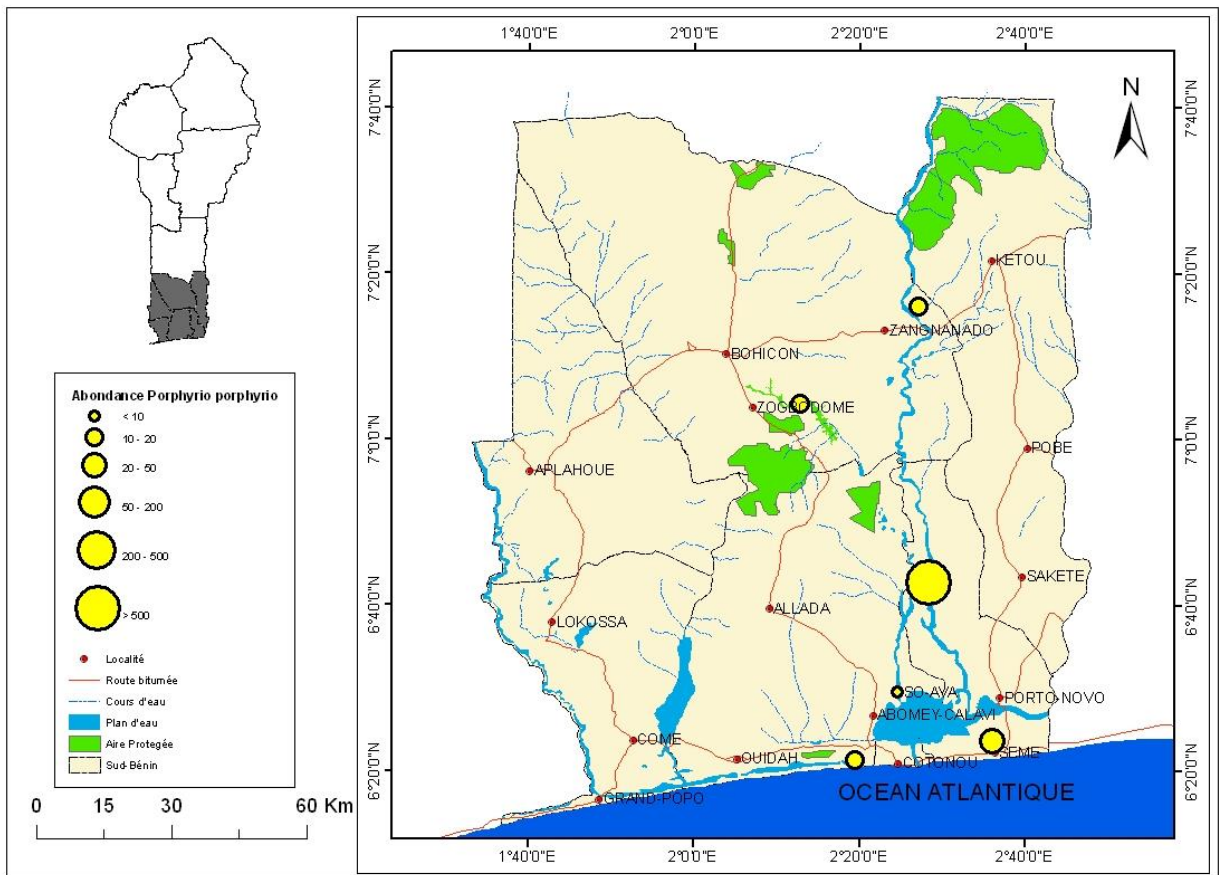 1°40'0"E 2°0'0"E 2°20'0"E 2°40'0"E
7°40'0"N 7°40'0"N
N
7°20'0"N 7°20'0"N
KETOU
ZANGNANADO
BOHICON
ZOGBODOME
7°0'0"N 7°0'0"N
POBE
APLAHOUE
SAKETE
6°40'0"N 6°40'0"N
ALLADA
LOKOSSA
SO-AVA
PORTO-NOVO
ABOMEY-CALAVI
COME
SEME
OUIDAH
COTONOU
6°20'0"N 6°20'0"N
GRAND-POPO
OCEAN ATLANTIQUE
1°40'0"E 2°0'0"E 2°20'0"E 2°40'0"E
Abondance Porphyrio porphyrio
< 10
10 - 20
20 - 50
50 - 200
200 - 500
> 500
Localité
Route bitumée
Cours d'eau
Plan d'eau
Aire Protegée
Sud-Bénin
0 15 30 60 Km